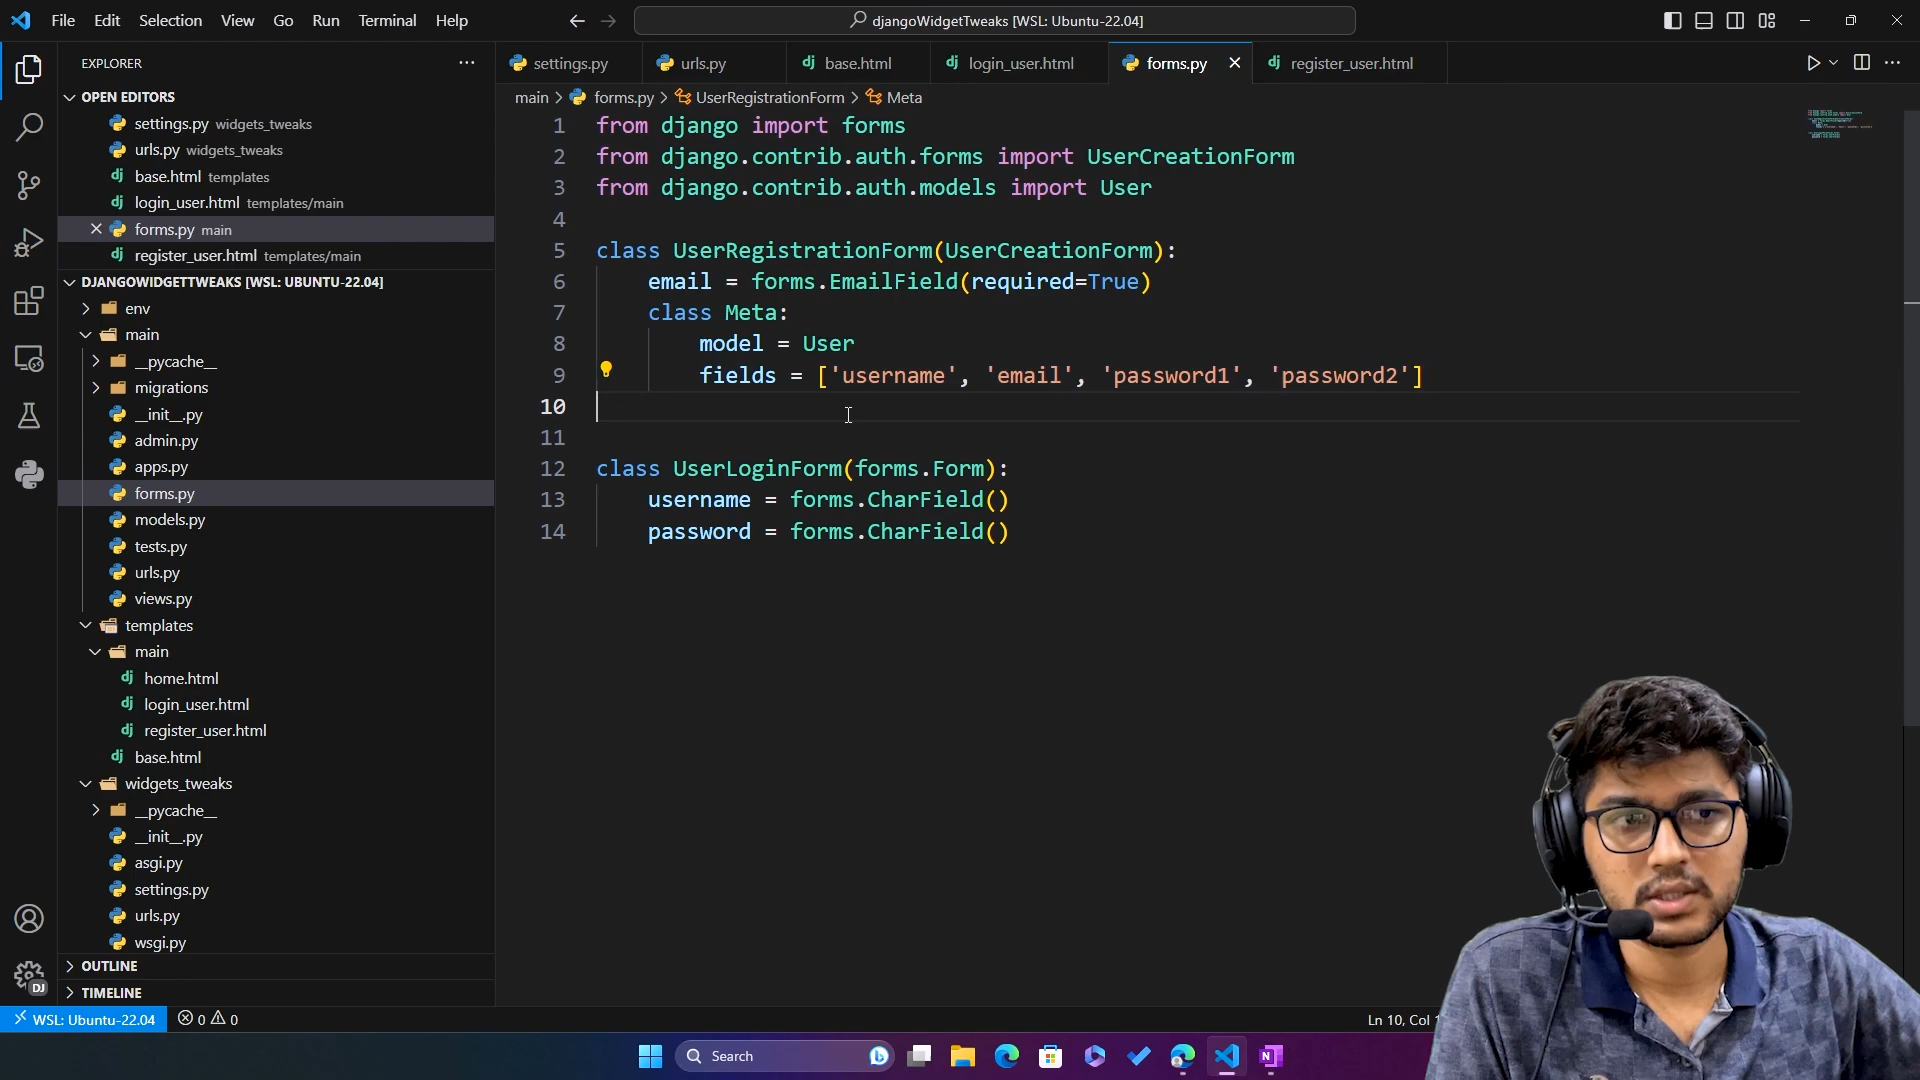 File Edit Selection View Go Run Terminal Help
djangoWidgetTweaks [WSL: Ubuntu-22.04]
EXPLORER
OPEN EDITORS
settings.py widgets_tweaks
urls.py widgets_tweaks
base.html templates
login_user.html templates/main
forms.py main
register_user.html templates/main
DJANGOWIDGETTWEAKS [WSL: UBUNTU-22.04]
env
main
__pycache__
migrations
__init__.py
admin.py
apps.py
forms.py
models.py
tests.py
urls.py
views.py
templates
main
home.html
login_user.html
register_user.html
base.html
widgets_tweaks
__pycache__
__init__.py
asgi.py
settings.py
urls.py
wsgi.py
OUTLINE
TIMELINE
settings.py urls.py base.html login_user.html forms.py register_user.html
main > forms.py > UserRegistrationForm > Meta
1 from django import forms
2 from django.contrib.auth.forms import UserCreationForm
3 from django.contrib.auth.models import User
4
5 class UserRegistrationForm(UserCreationForm):
6 email = forms.EmailField(required=True)
7 class Meta:
8 model = User
9 fields = ['username', 'email', 'password1', 'password2']
10
11
12 class UserLoginForm(forms.Form):
13 username = forms.CharField()
14 password = forms.CharField()
DJ
WSL: Ubuntu-22.04 0 0
Ln 10, Col
Search